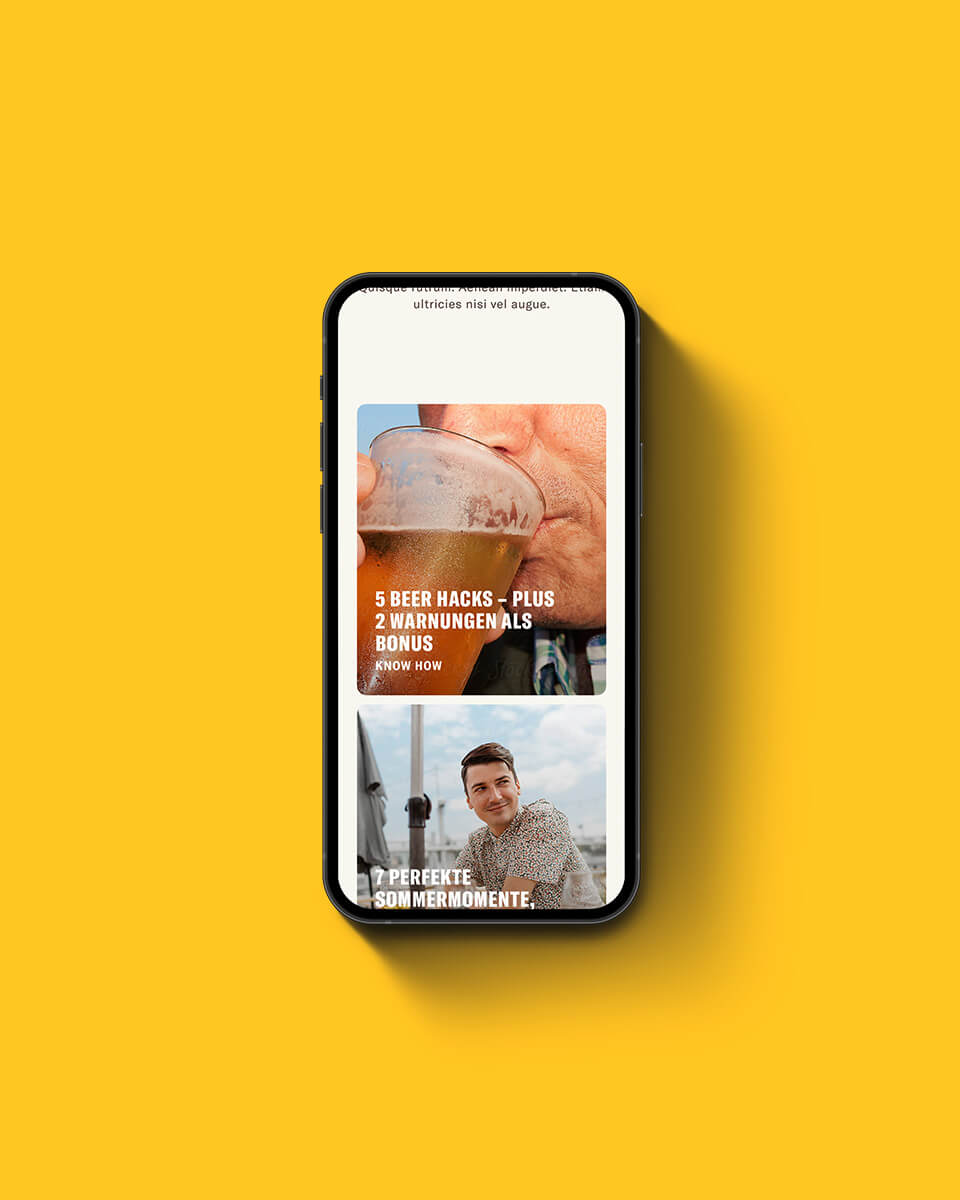 Quisque rutrum. Aenean imperdiet. Etiam
ultricies nisi vel augue.
5 BEER HACKS – PLUS
2 WARNUNGEN ALS
BONUS
KNOW HOW
7 PERFEKTE
SOMMERMOMENTE,